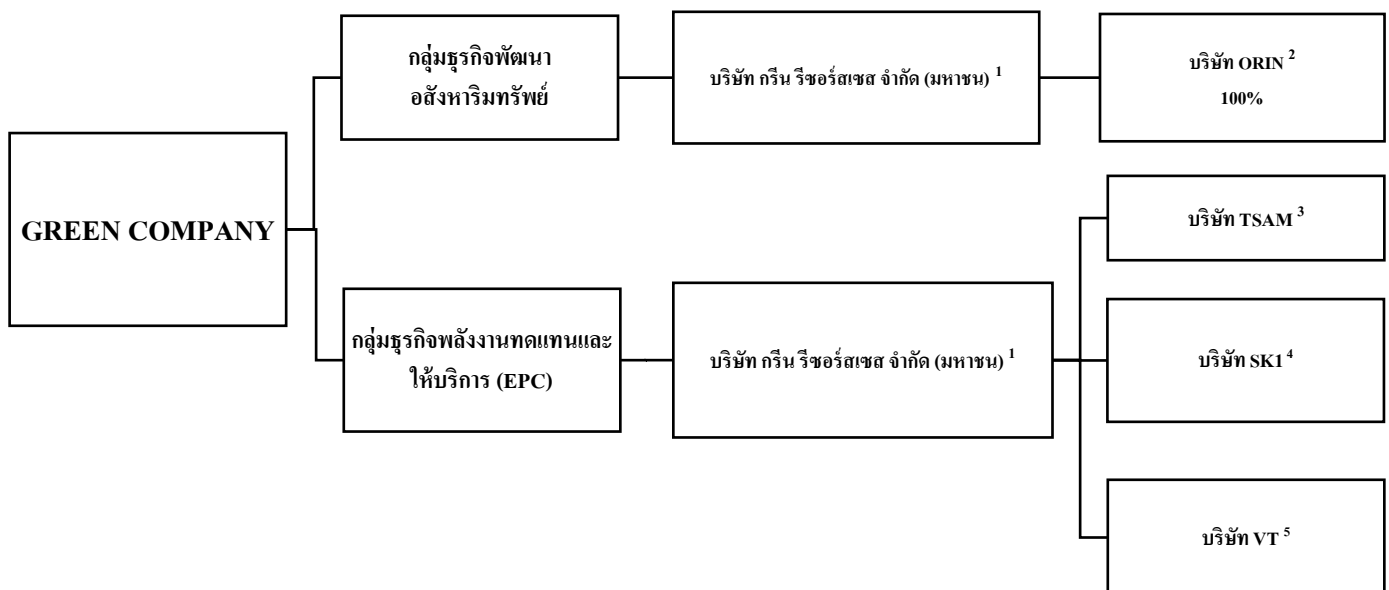 GREEN COMPANY
กลุ่มธุรกิจพัฒนา
อสังหาริมทรัพย์
บริษัท กรีน รีซอร์สเซส จำกัด (มหาชน) 1
บริษัท ORIN 2
100%
กลุ่มธุรกิจพลังงานทดแทนและ
ให้บริการ (EPC)
บริษัท กรีน รีซอร์สเซส จำกัด (มหาชน) 1
บริษัท TSAM 3
บริษัท SK1 4
บริษัท VT 5